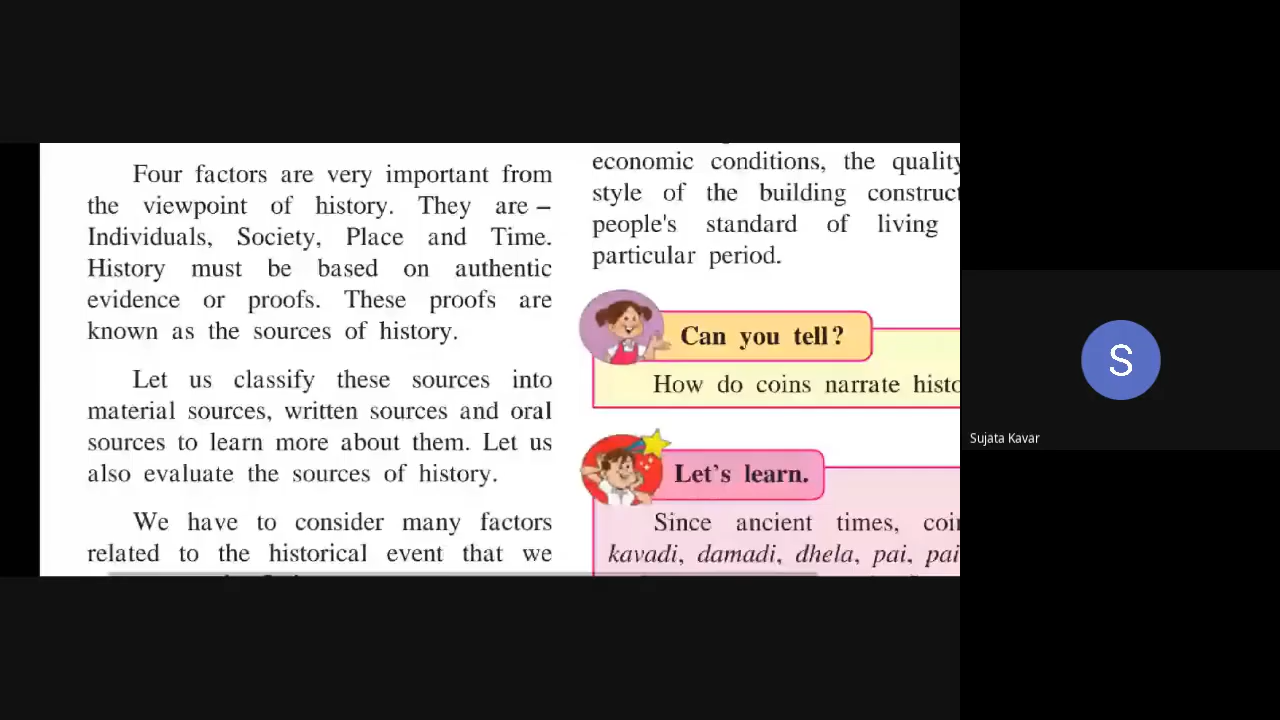 Four factors are very important from
the viewpoint of history. They are –
Individuals, Society, Place and Time.
History must be based on authentic
evidence or proofs. These proofs are
known as the sources of history.
Let us classify these sources into
material sources, written sources and oral
sources to learn more about them. Let us
also evaluate the sources of history.
We have to consider many factors
related to the historical event that we
economic conditions, the quality
style of the building construct
people's standard of living
particular period.
Can you tell?
How do coins narrate histo
Let's learn.
Since ancient times, coi
kavadi, damadi, dhela, pai, pai
S
Sujata Kavar